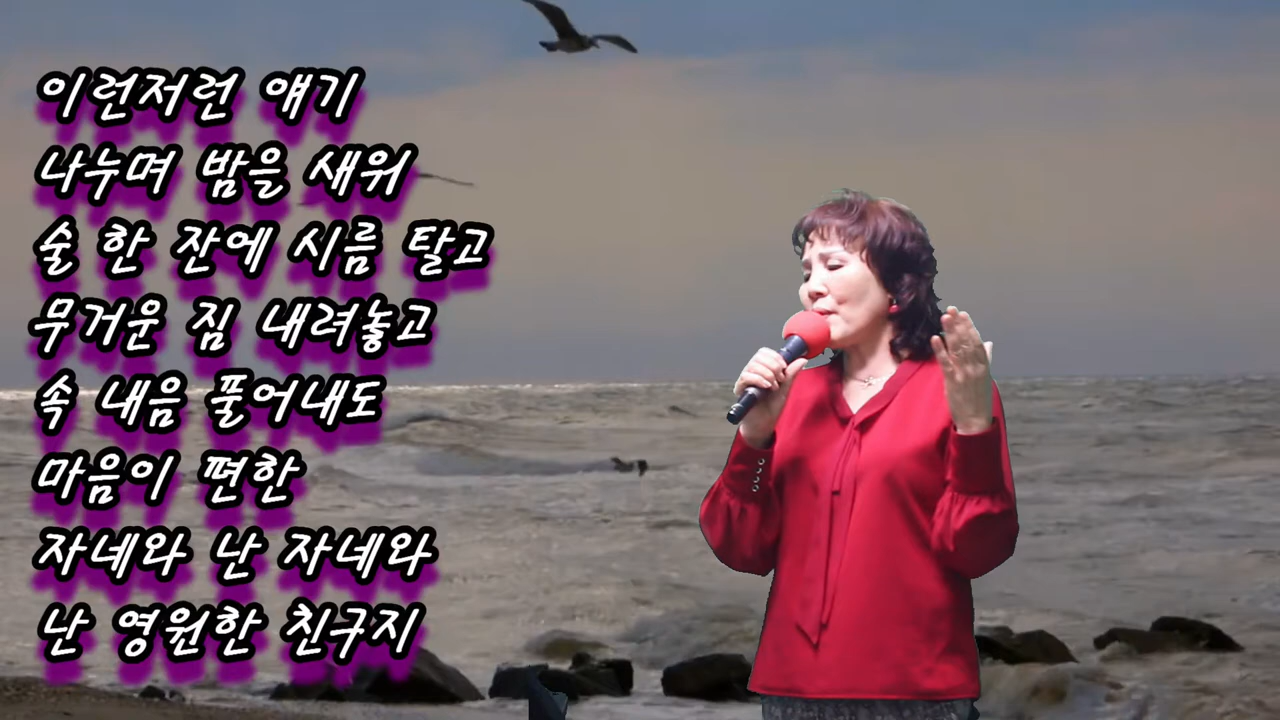 이런저런 얘기
나누며 밤을 새워
술 한 잔에 시름 탈고
무거운 짐 내려놓고
속 내음 풀어내도
마음이 편한
자네와 난 자네와
난 영원한 친구지